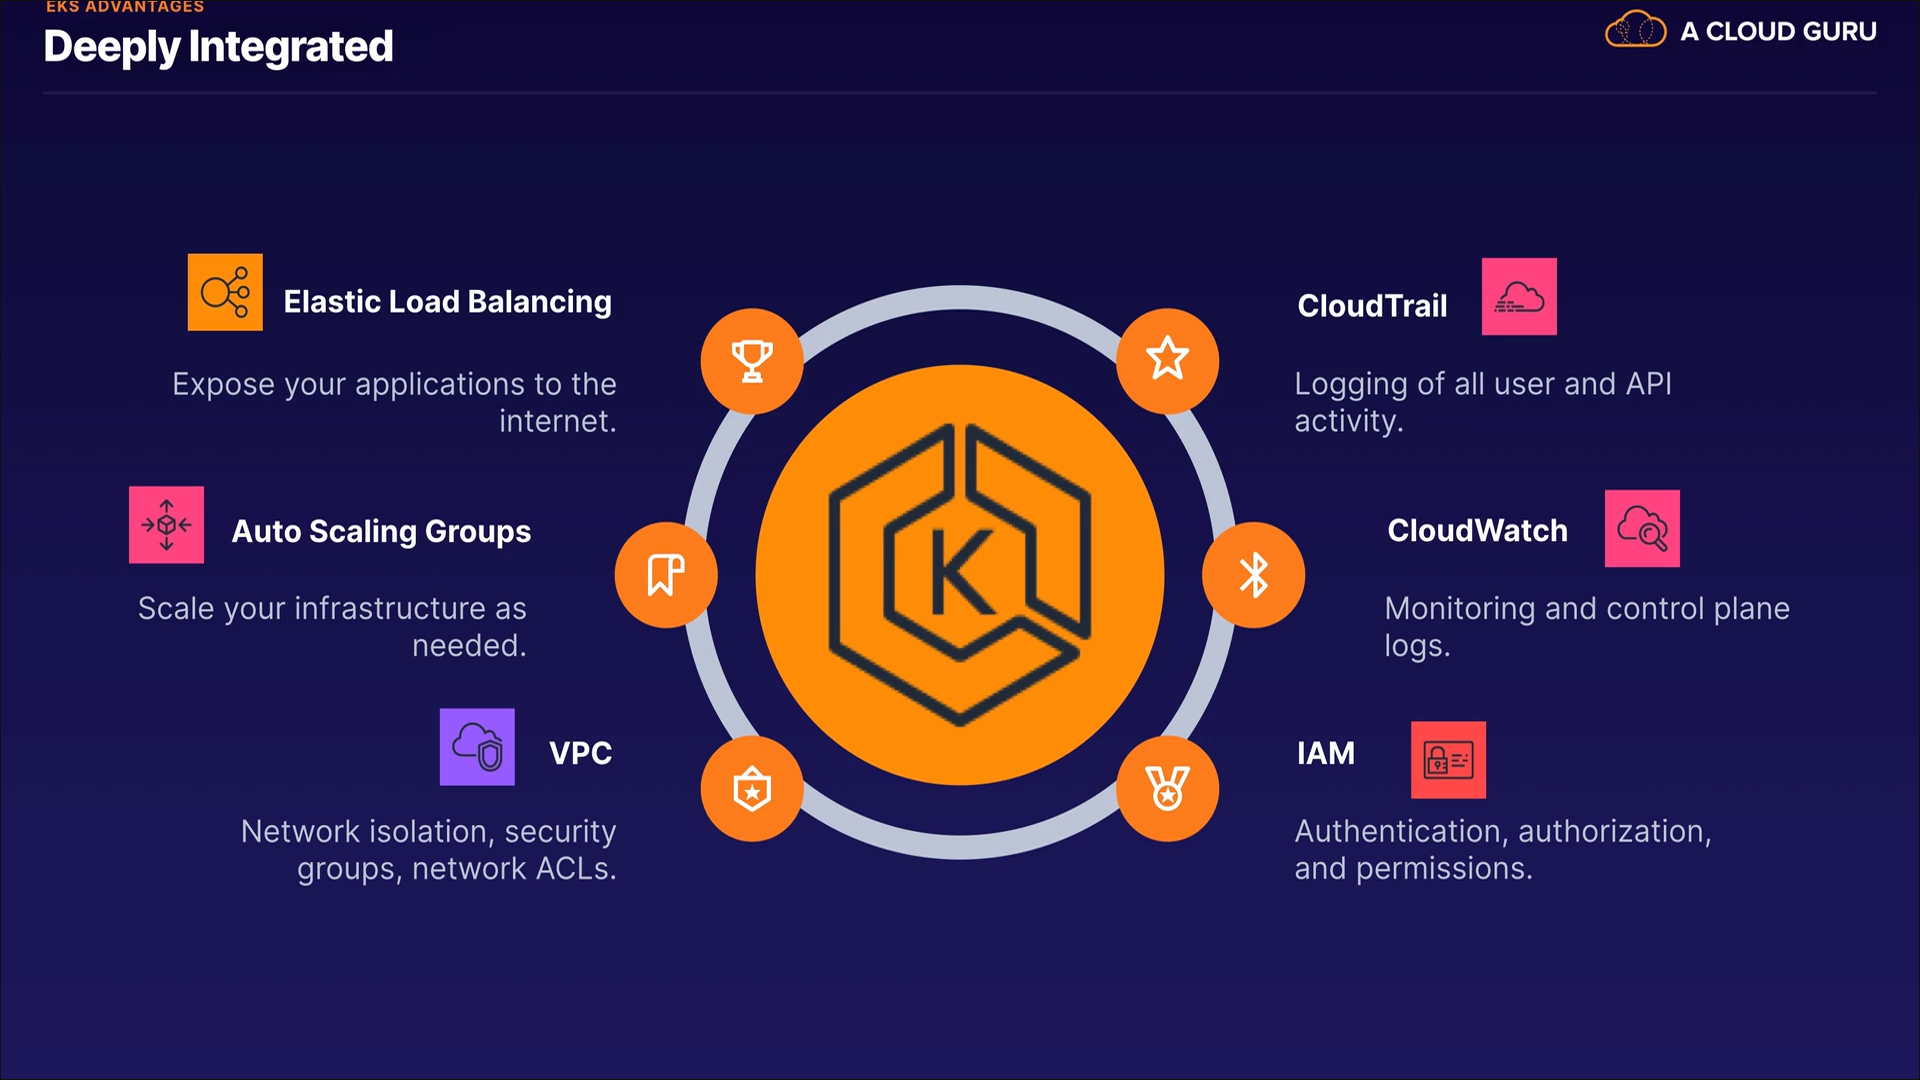 EKS ADVANTAGES
Deeply Integrated
A CLOUD GURU
Elastic Load Balancing
Expose your applications to the
internet.
Auto Scaling Groups
Scale your infrastructure as
needed.
VPC
Network isolation, security
groups, network ACLs.
K
CloudTrail
Logging of all user and API
activity.
CloudWatch
Monitoring and control plane
logs.
IAM
Authentication, authorization,
and permissions.